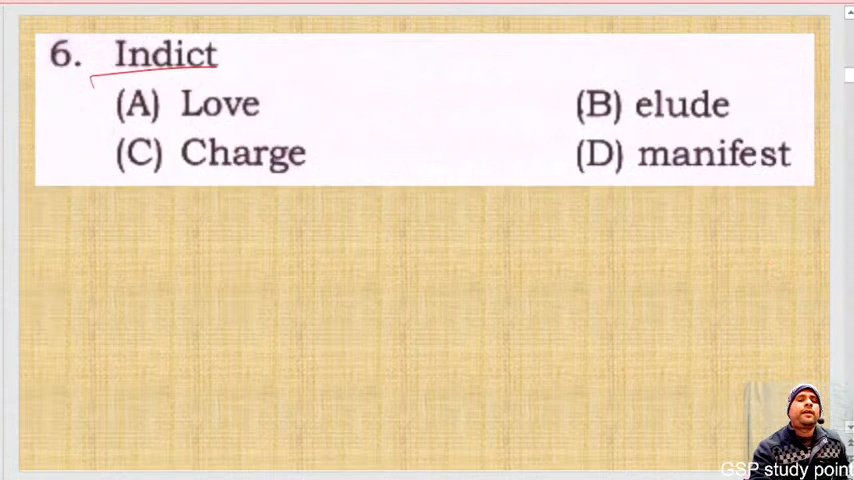 6. Indict
(A) Love (B) elude
(C) Charge (D) manifest
GSP study point